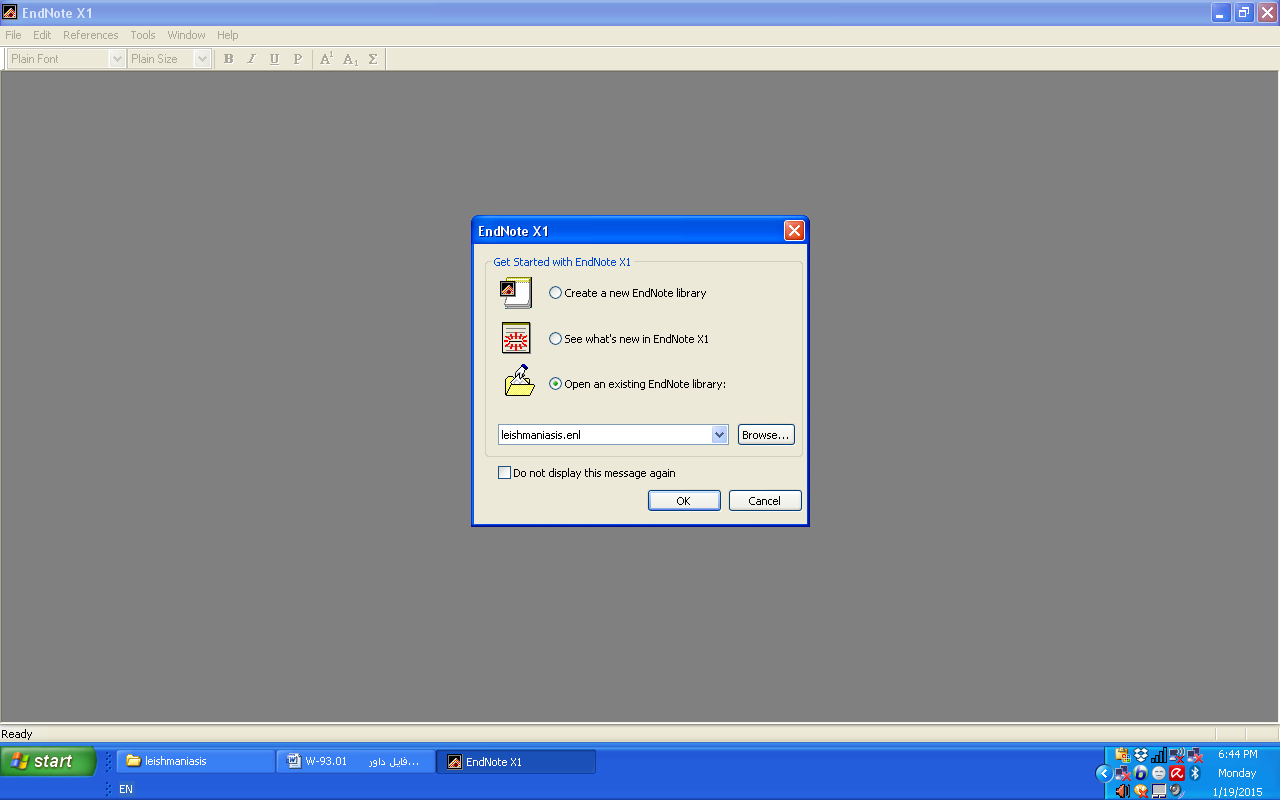 EndNote X1
File Edit References Tools Window Help
Plain Font Plain Size B I U P A¹ A₁ Σ
EndNote X1
Get Started with EndNote X1
Create a new EndNote library
See what's new in EndNote X1
Open an existing EndNote library:
leishmaniasis.enl Browse...
Do not display this message again
OK Cancel
Ready
start leishmaniasis W-93.01 فایل داور... EndNote X1 6:44 PM
Monday
EN 1/19/2015